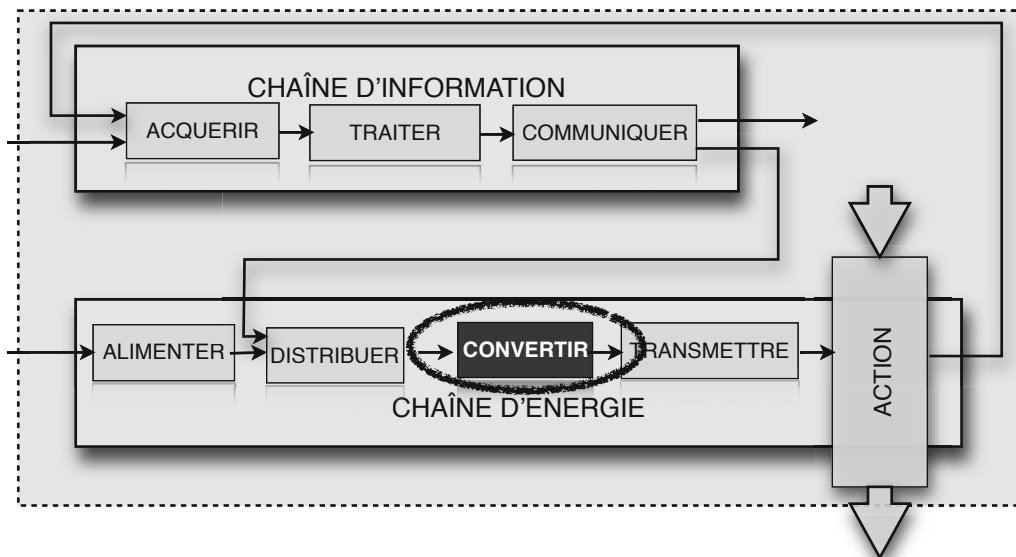 CHAÎNE D'INFORMATION
ACQUERIR
TRAITER
COMMUNIQUER
ALIMENTER
DISTRIBUER
CONVERTIR
TRANSMETTRE
CHAÎNE D'ENERGIE
ACTION